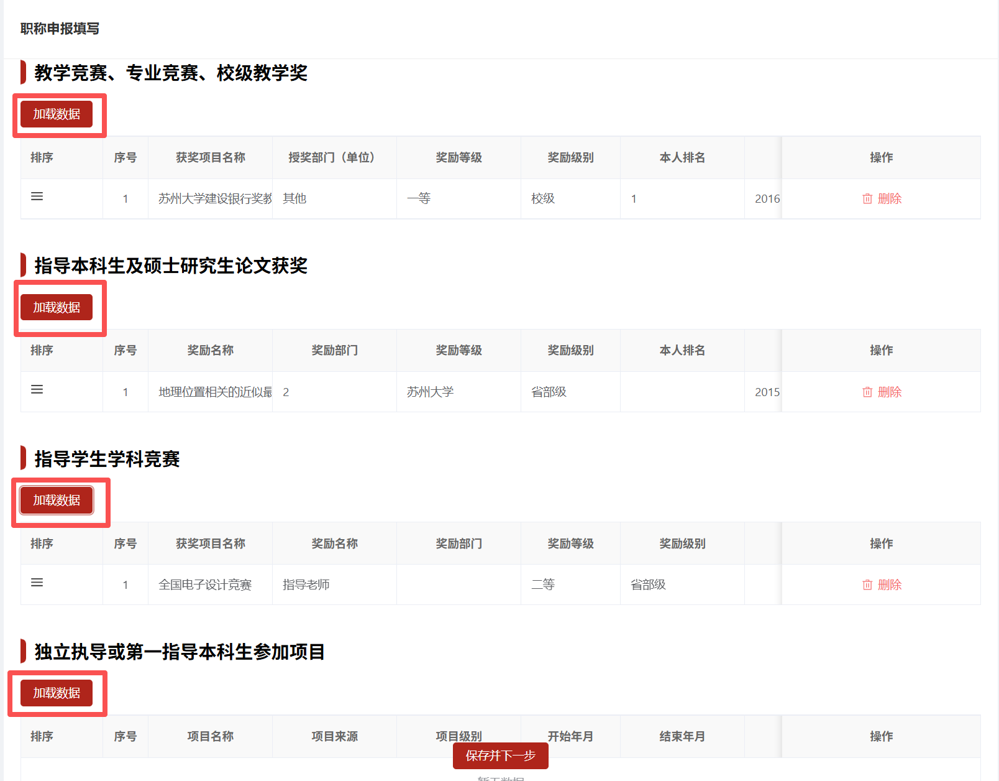 职称申报填写
教学竞赛、专业竞赛、校级教学奖
加载数据
排序 序号 获奖项目名称 授奖部门（单位） 奖励等级 奖励级别 本人排名 操作
1 苏州大学建设银行奖教 其他 一等 校级 1 2016 删除
指导本科生及硕士研究生论文获奖
加载数据
排序 序号 奖励名称 奖励部门 奖励等级 奖励级别 本人排名 操作
1 地理位置相关的近似最 2 苏州大学 省部级 2015 删除
指导学生学科竞赛
加载数据
排序 序号 获奖项目名称 奖励名称 奖励部门 奖励等级 奖励级别 操作
1 全国电子设计竞赛 指导老师 二等 省部级 删除
独立执导或第一指导本科生参加项目
加载数据
排序 序号 项目名称 项目来源 项目级别 开始年月 结束年月 操作
保存并下一步
暂无数据